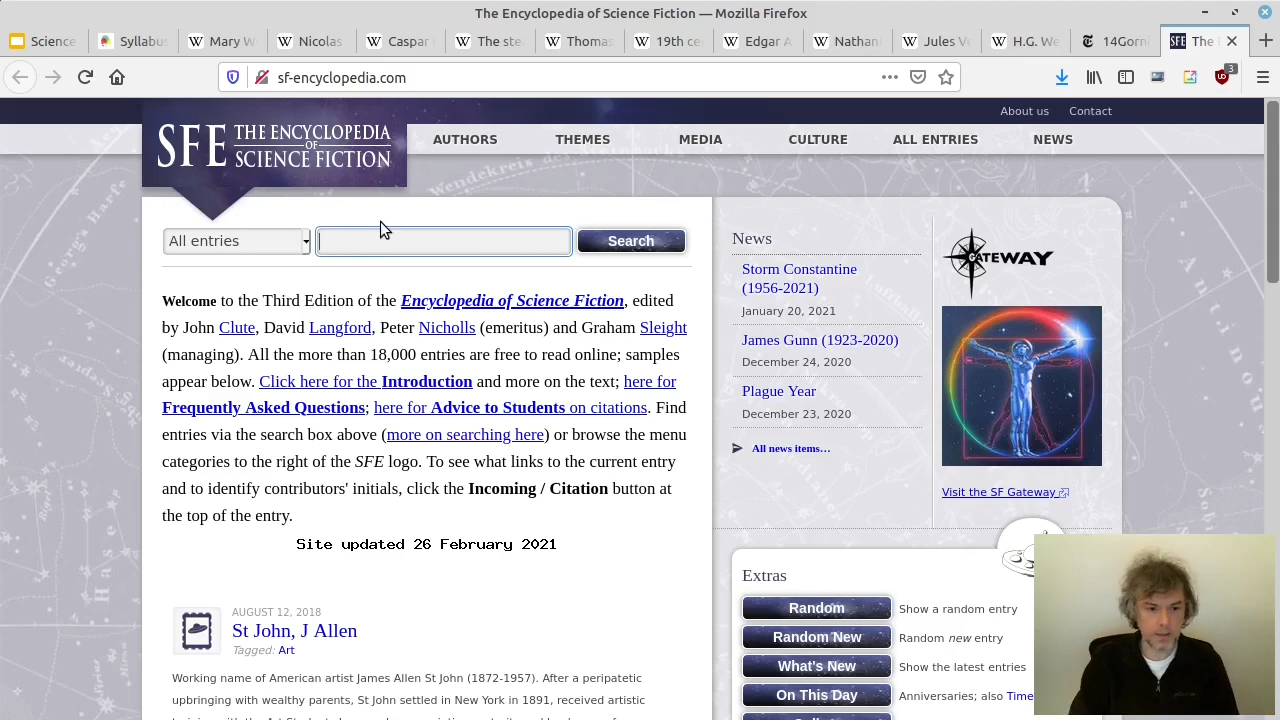 The Encyclopedia of Science Fiction — Mozilla Firefox
Science
Syllabus
Mary W
Nicolas
Caspar
The ste
Thomas
19th ce
Edgar A
Nathan
Jules Ve
H.G. We
14Gorni
The E
sf-encyclopedia.com
3
About us Contact
SFE THE ENCYCLOPEDIA OF SCIENCE FICTION
AUTHORS THEMES MEDIA CULTURE ALL ENTRIES NEWS
All entries
Search
Welcome to the Third Edition of the Encyclopedia of Science Fiction, edited
by John Clute, David Langford, Peter Nicholls (emeritus) and Graham Sleight
(managing). All the more than 18,000 entries are free to read online; samples
appear below. Click here for the Introduction and more on the text; here for
Frequently Asked Questions; here for Advice to Students on citations. Find
entries via the search box above (more on searching here) or browse the menu
categories to the right of the SFE logo. To see what links to the current entry
and to identify contributors' initials, click the Incoming / Citation button at
the top of the entry.
Site updated 26 February 2021
AUGUST 12, 2018
St John, J Allen
Tagged: Art
Working name of American artist James Allen St John (1872-1957). After a peripatetic
upbringing with wealthy parents, St John settled in New York in 1891, received artistic
News
Storm Constantine
(1956-2021)
January 20, 2021
James Gunn (1923-2020)
December 24, 2020
Plague Year
December 23, 2020
All news items…
GATEWAY
Visit the SF Gateway
Extras
Random Show a random entry
Random New Random new entry
What's New Show the latest entries
On This Day Anniversaries; also Time